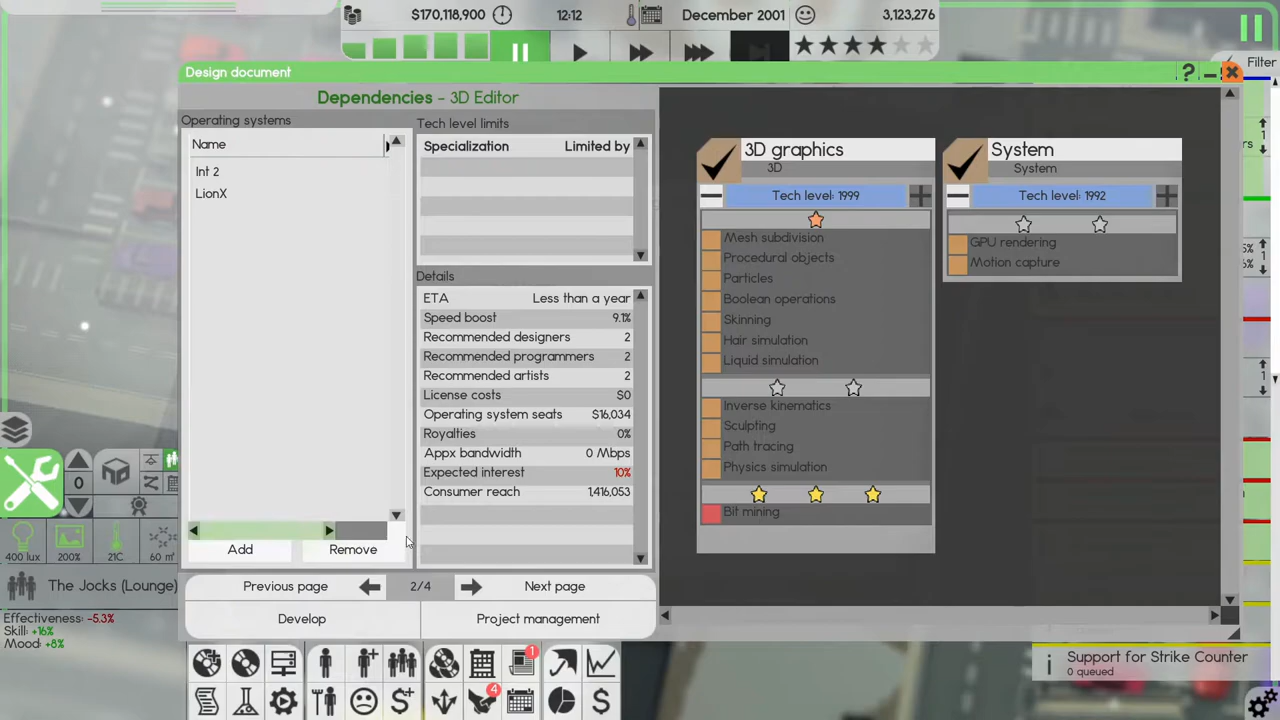 $170,118,900
12:12
December 2001
3,123,276
Filter
Design document
?
Dependencies - 3D Editor
Operating systems
Name
Int 2
LionX
Add
Remove
Tech level limits
Specialization Limited by
Details
ETA Less than a year
Speed boost 9.1%
Recommended designers 2
Recommended programmers 2
Recommended artists 2
License costs $0
Operating system seats $16,034
Royalties 0%
Appx bandwidth 0 Mbps
Expected interest 10%
Consumer reach 1,416,053
Previous page 2/4 Next page
Develop
Project management
3D graphics
3D
Tech level: 1999
Mesh subdivision
Procedural objects
Particles
Boolean operations
Skinning
Hair simulation
Liquid simulation
Inverse kinematics
Sculpting
Path tracing
Physics simulation
Bit mining
System
System
Tech level: 1992
GPU rendering
Motion capture
0
400 lux 200% 21C 60 m²
The Jocks (Lounge)
Effectiveness: -5.3%
Skill: +16%
Mood: +8%
1
4
Support for Strike Counter
0 queued